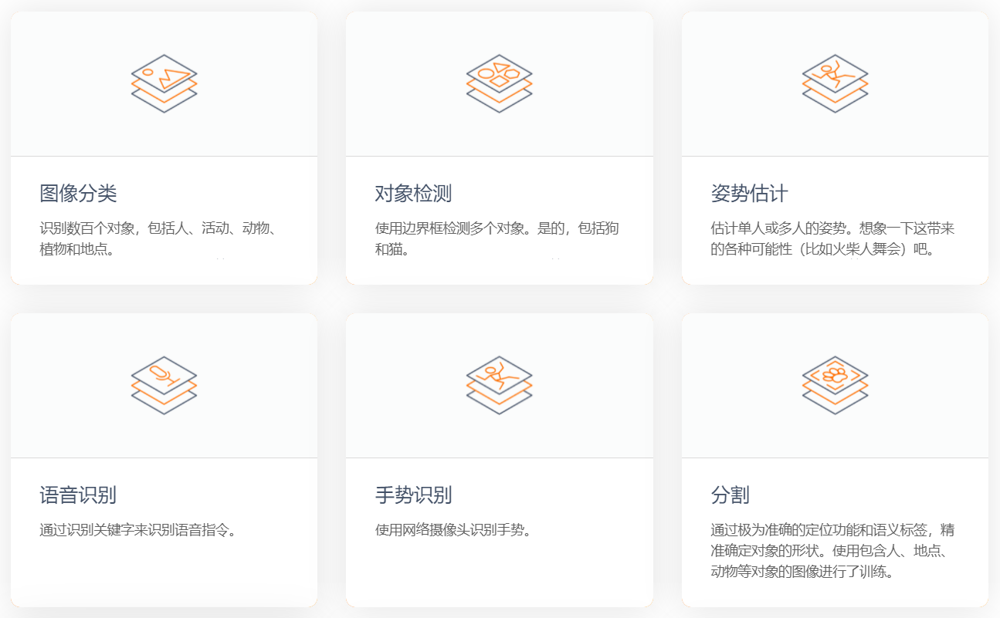 图像分类
识别数百个对象，包括人、活动、动物、
植物和地点。
对象检测
使用边界框检测多个对象。是的，包括狗
和猫。
姿势估计
估计单人或多人的姿势。想象一下这带来
的各种可能性（比如火柴人舞会）吧。
语音识别
通过识别关键字来识别语音指令。
手势识别
使用网络摄像头识别手势。
分割
通过极为准确的定位功能和语义标签，精
准确定对象的形状。使用包含人、地点、
动物等对象的图像进行了训练。